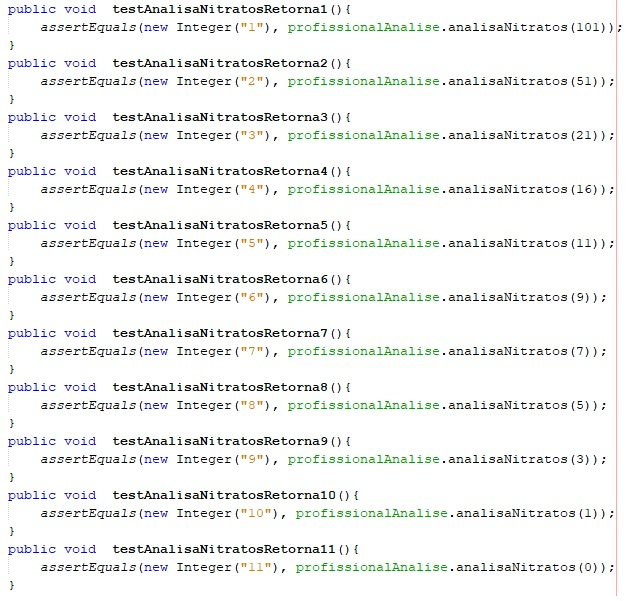 public void  testAnalisaNitratosRetorna1(){
    assertEquals(new Integer("1"), profissionalAnalise.analisaNitratos(101));
}
public void  testAnalisaNitratosRetorna2(){
    assertEquals(new Integer("2"), profissionalAnalise.analisaNitratos(51));
}
public void  testAnalisaNitratosRetorna3(){
    assertEquals(new Integer("3"), profissionalAnalise.analisaNitratos(21));
}
public void  testAnalisaNitratosRetorna4(){
    assertEquals(new Integer("4"), profissionalAnalise.analisaNitratos(16));
}
public void  testAnalisaNitratosRetorna5(){
    assertEquals(new Integer("5"), profissionalAnalise.analisaNitratos(11));
}
public void  testAnalisaNitratosRetorna6(){
    assertEquals(new Integer("6"), profissionalAnalise.analisaNitratos(9));
}
public void  testAnalisaNitratosRetorna7(){
    assertEquals(new Integer("7"), profissionalAnalise.analisaNitratos(7));
}
public void  testAnalisaNitratosRetorna8(){
    assertEquals(new Integer("8"), profissionalAnalise.analisaNitratos(5));
}
public void  testAnalisaNitratosRetorna9(){
    assertEquals(new Integer("9"), profissionalAnalise.analisaNitratos(3));
}
public void  testAnalisaNitratosRetorna10(){
    assertEquals(new Integer("10"), profissionalAnalise.analisaNitratos(1));
}
public void  testAnalisaNitratosRetorna11(){
    assertEquals(new Integer("11"), profissionalAnalise.analisaNitratos(0));
}